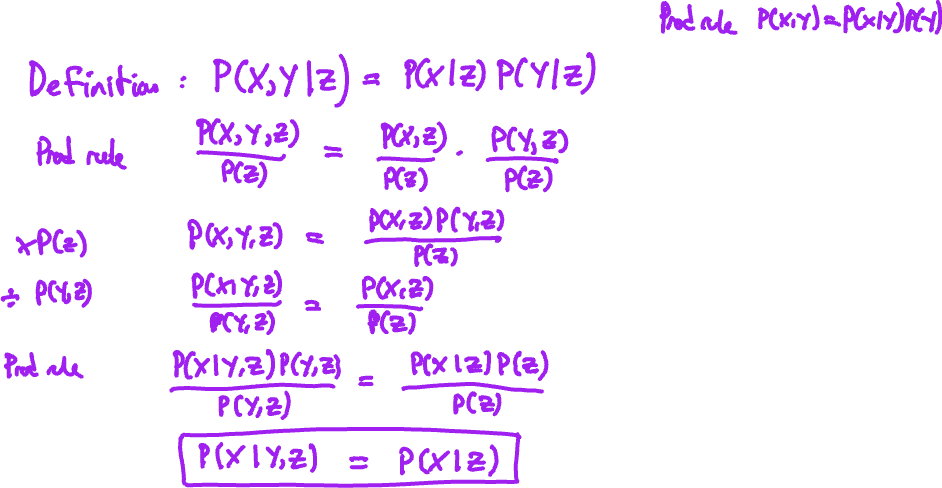 Prod rule P(X,Y)=P(X|Y)P(Y)
Definition : P(X,Y|Z) = P(X|Z) P(Y|Z)
Prod rule P(X,Y,Z)/P(Z) = P(X,Z)/P(Z) · P(Y,Z)/P(Z)
×P(Z) P(X,Y,Z) = P(X,Z)P(Y,Z)/P(Z)
÷ P(Y,Z) P(X,Y,Z)/P(Y,Z) = P(X,Z)/P(Z)
Prod rule P(X|Y,Z)P(Y,Z)/P(Y,Z) = P(X|Z)P(Z)/P(Z)
P(X|Y,Z) = P(X|Z)